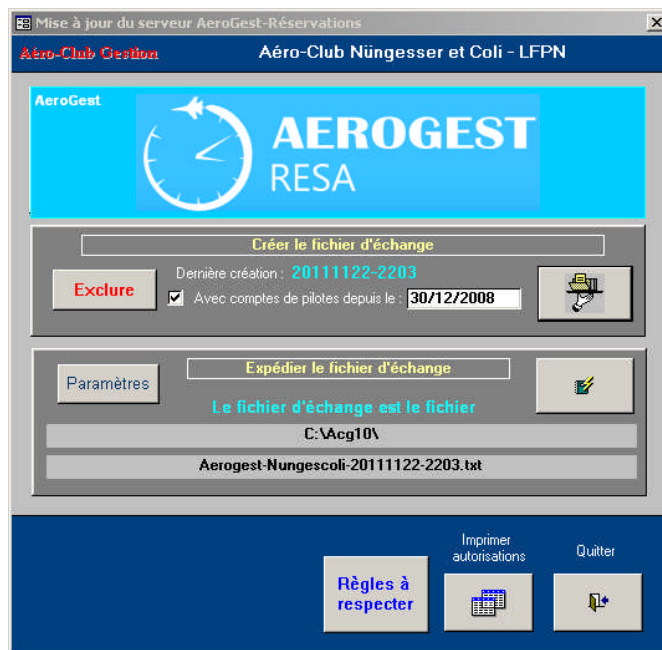 Mise à jour du serveur AeroGest-Réservations
Aéro-Club Gestion
Aéro-Club Nüngesser et Coli - LFPN
AeroGest
AEROGEST
RESA
Créer le fichier d'échange
Exclure
Dernière création : 20111122-2203
Avec comptes de pilotes depuis le : 30/12/2008
Paramètres
Expédier le fichier d'échange
Le fichier d'échange est le fichier
C:\Acg10\
Aerogest-Nungescoli-20111122-2203.txt
Règles à
respecter
Imprimer
autorisations
Quitter